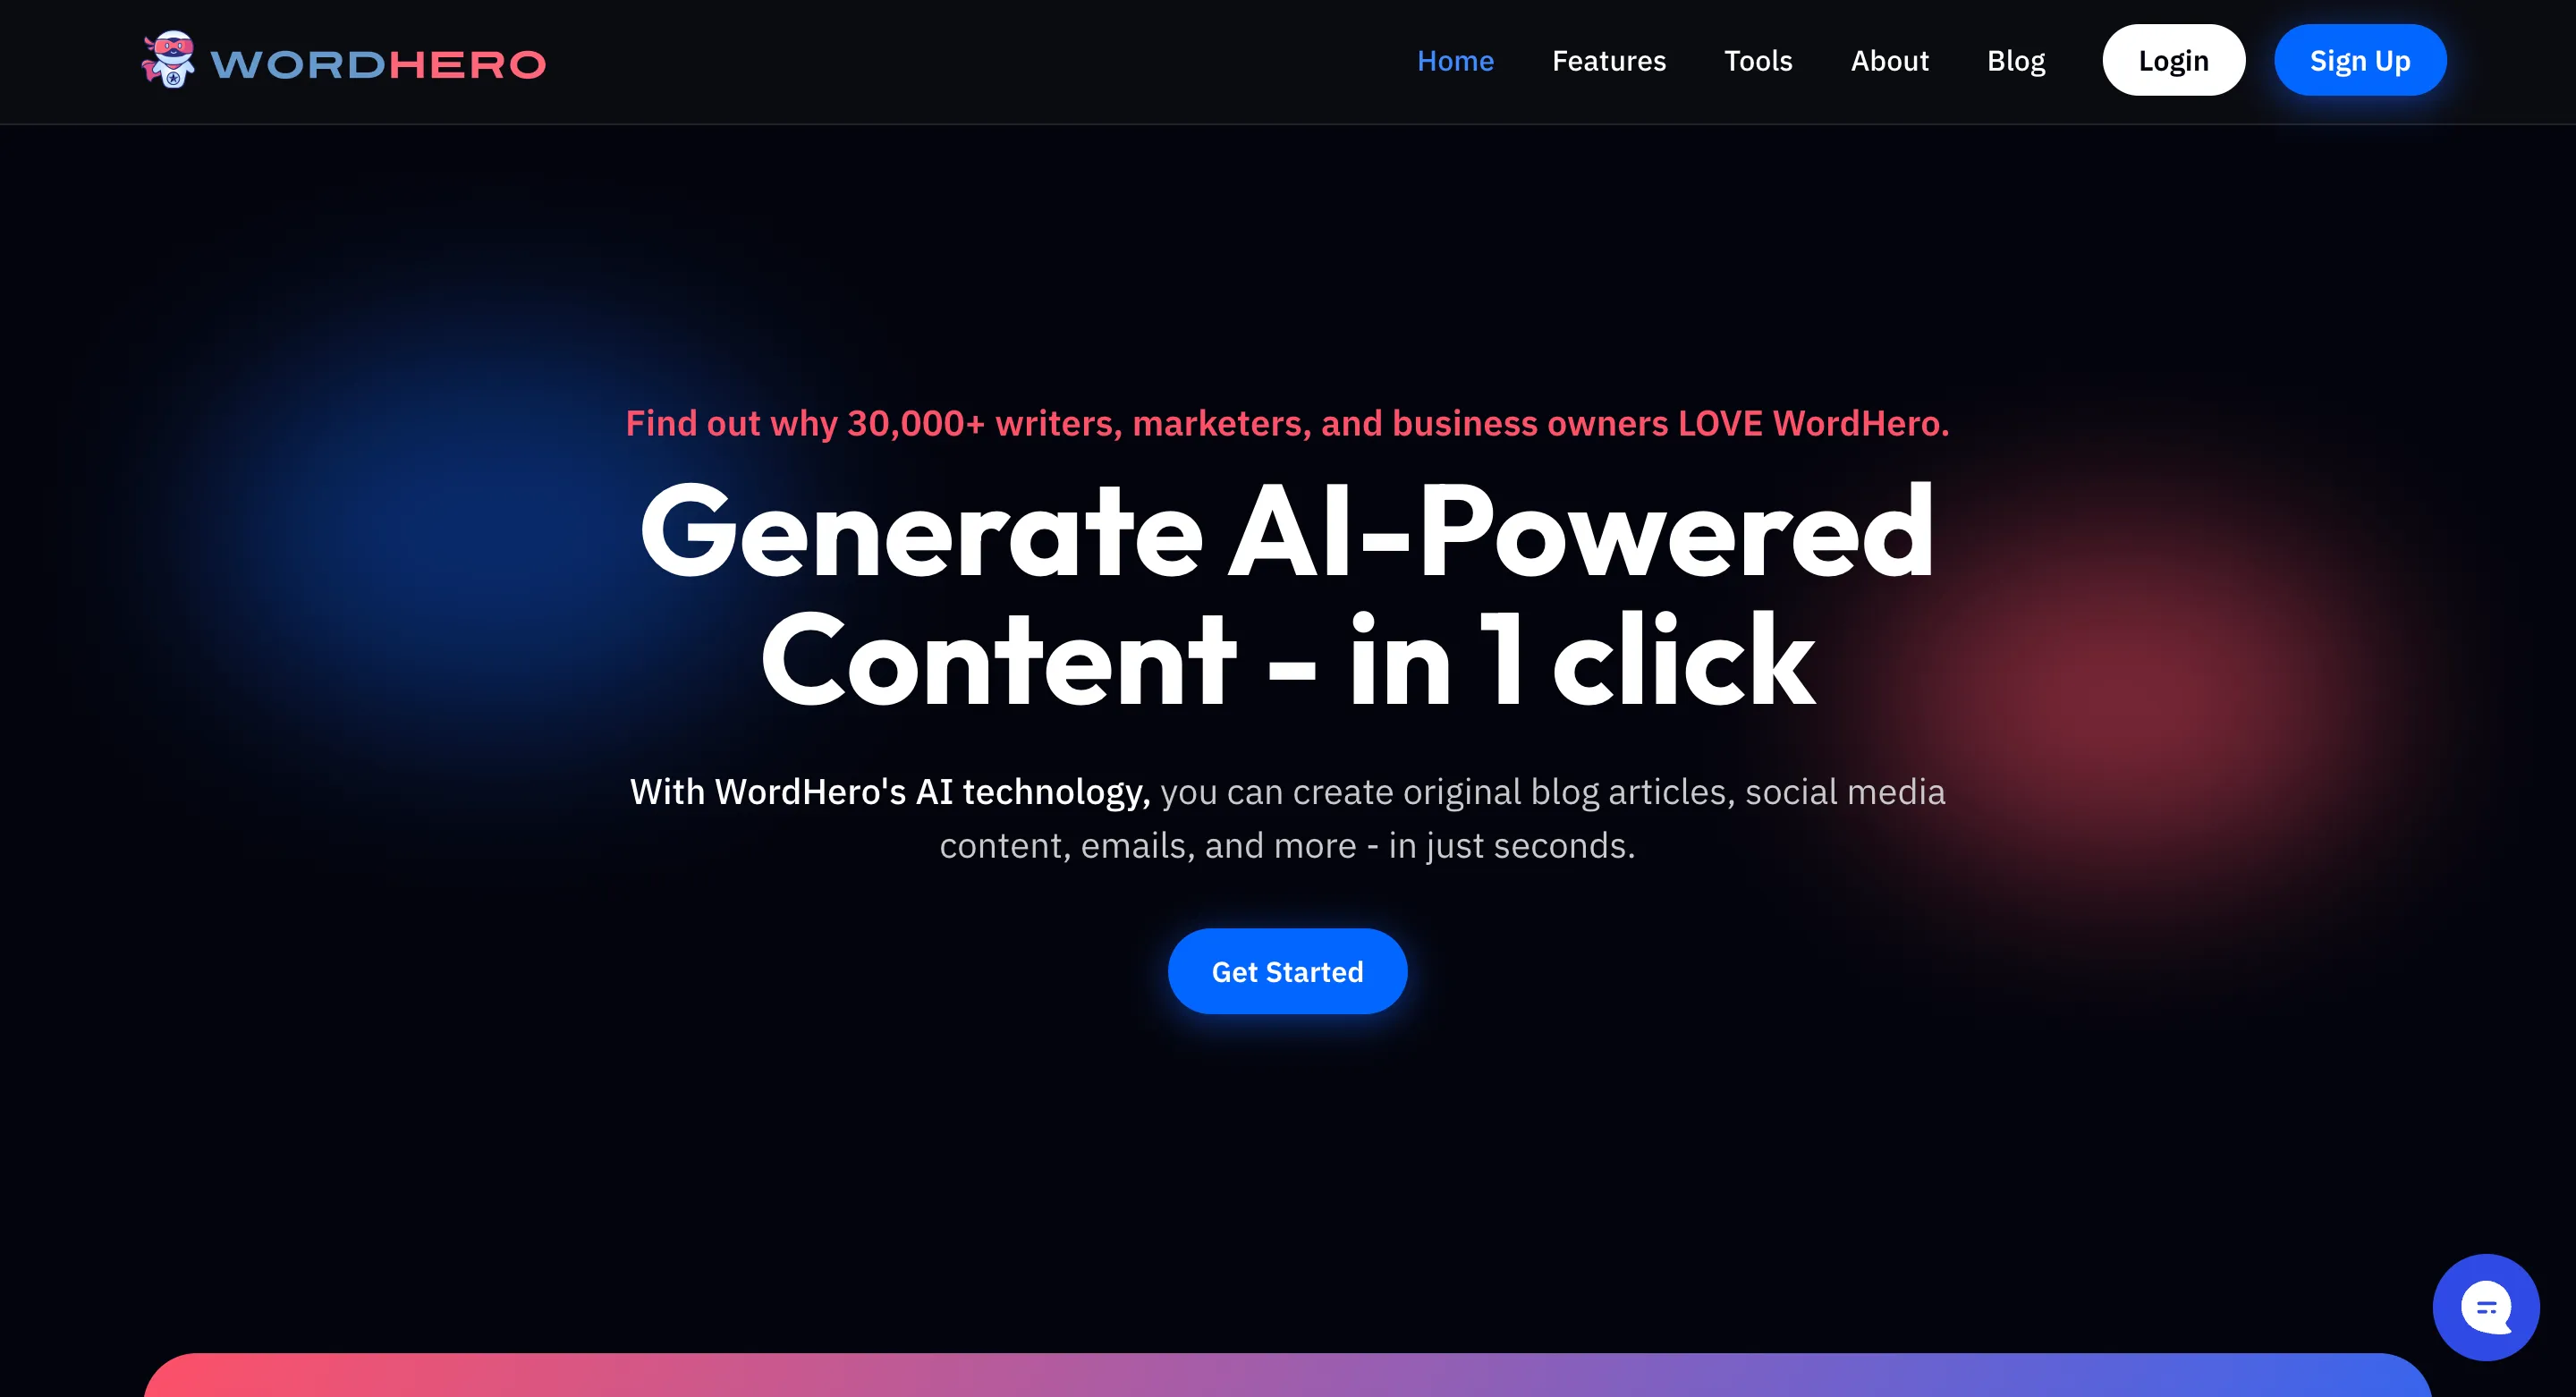 WORDHERO
Home Features Tools About Blog Login Sign Up
Find out why 30,000+ writers, marketers, and business owners LOVE WordHero.
Generate AI-Powered
Content - in 1 click
With WordHero's AI technology, you can create original blog articles, social media
content, emails, and more - in just seconds.
Get Started